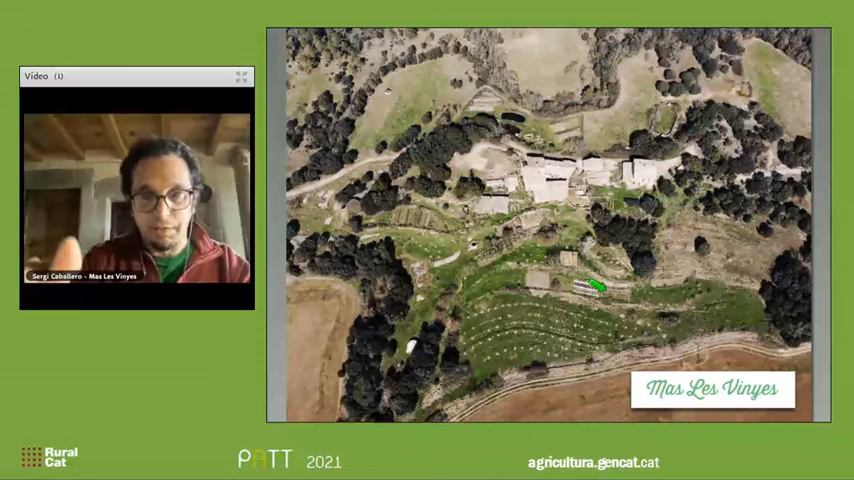 Vídeo (1)
Sergi Caballero - Mas Les Vinyes
Mas Les Vinyes
Rural
Cat
PATT 2021
agricultura.gencat.cat